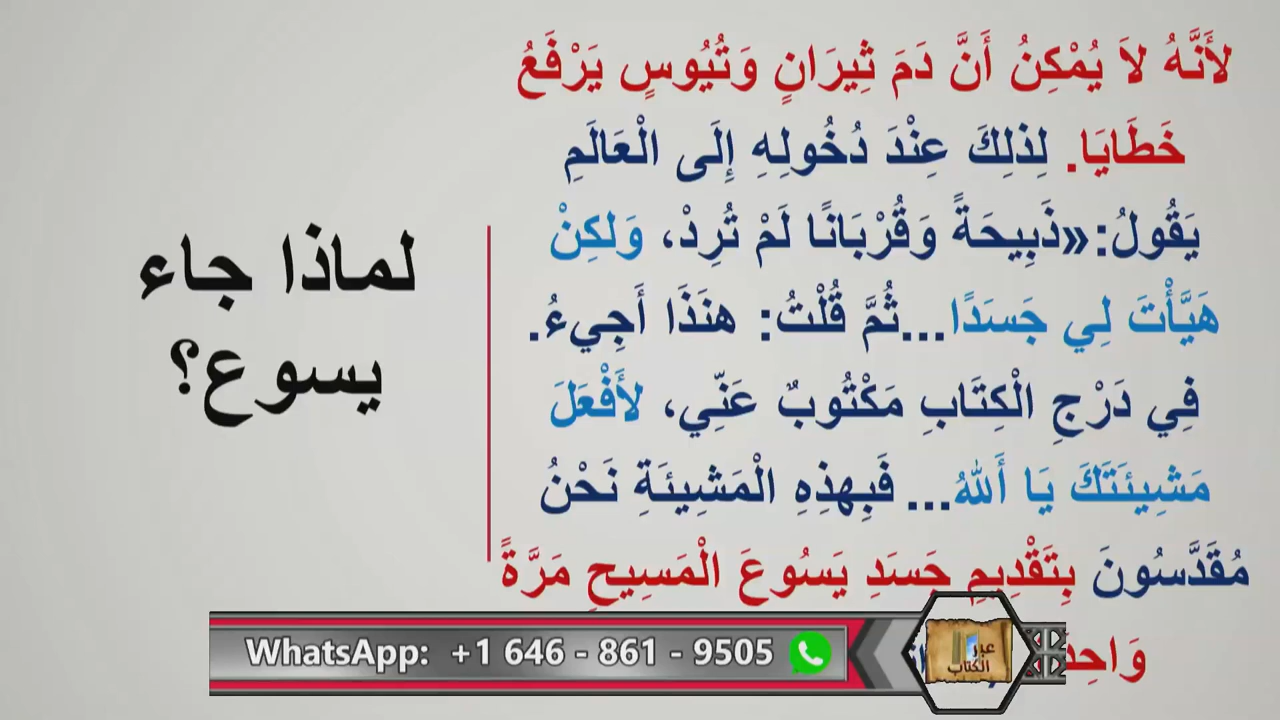 لأَنَّهُ لاَ يُمْكِنُ أَنَّ دَمَ ثِيرَانٍ وَتُيُوسٍ يَرْفَعُ
خَطَايَا. لِذلِكَ عِنْدَ دُخُولِهِ إِلَى الْعَالَمِ
يَقُولُ:«ذَبِيحَةً وَقُرْبَانًا لَمْ تُرِدْ، وَلكِنْ
هَيَّأْتَ لِي جَسَدًا...ثُمَّ قُلْتُ: هنَذَا أَجِيءُ.
فِي دَرْجِ الْكِتَابِ مَكْتُوبٌ عَنِّي، لأَفْعَلَ
مَشِيئَتَكَ يَا أَللهُ... فَبِهذِهِ الْمَشِيئَةِ نَحْنُ
مُقَدَّسُونَ بِتَقْدِيمِ جَسَدِ يَسُوعَ الْمَسِيحِ مَرَّةً
لماذا جاء
يسوع؟
WhatsApp: +1 646 - 861 - 9505
عبر
الكتاب